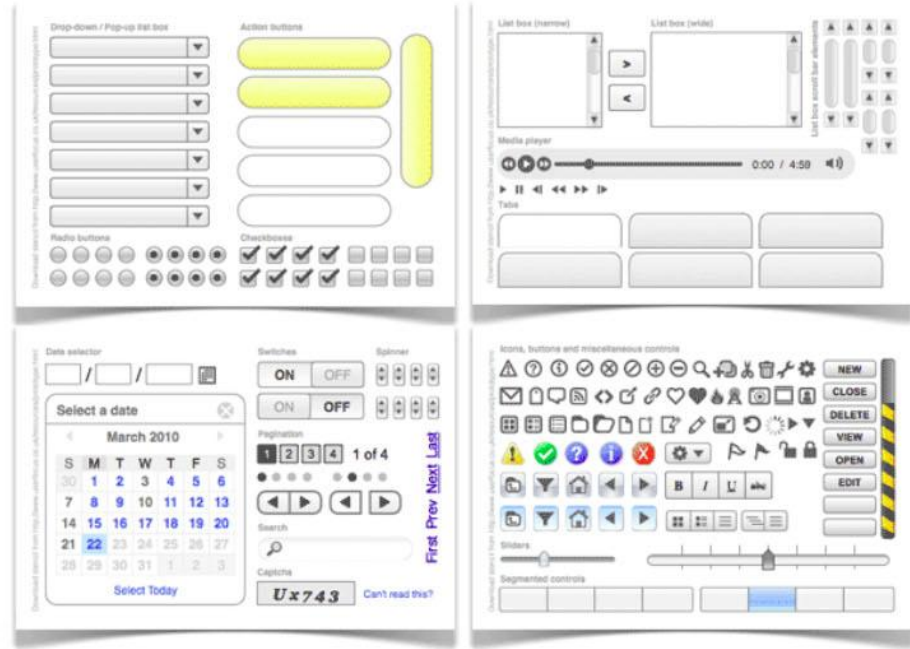 Drop-down / Pop-up list box
Action buttons
Radio buttons
Checkboxes
List box (narrow)
List box (wide)
List box scroll bar elements
>
<
Media player
0:00 / 4:59
Tabs
Date selector
/ /
Select a date
March 2010
S M T W T F S
30 1 2 3 4 5 6
7 8 9 10 11 12 13
14 15 16 17 18 19 20
21 22 23 24 25 26 27
28 29 30 31 1 2 3
Select Today
Switches
ON OFF
ON OFF
Spinner
Pagination
1 2 3 4 1 of 4
First Prev Next Last
Search
Captcha
Ux743
Can't read this?
Icons, buttons and miscellaneous controls
NEW
CLOSE
DELETE
VIEW
OPEN
EDIT
B I U abc
Sliders
Segmented controls